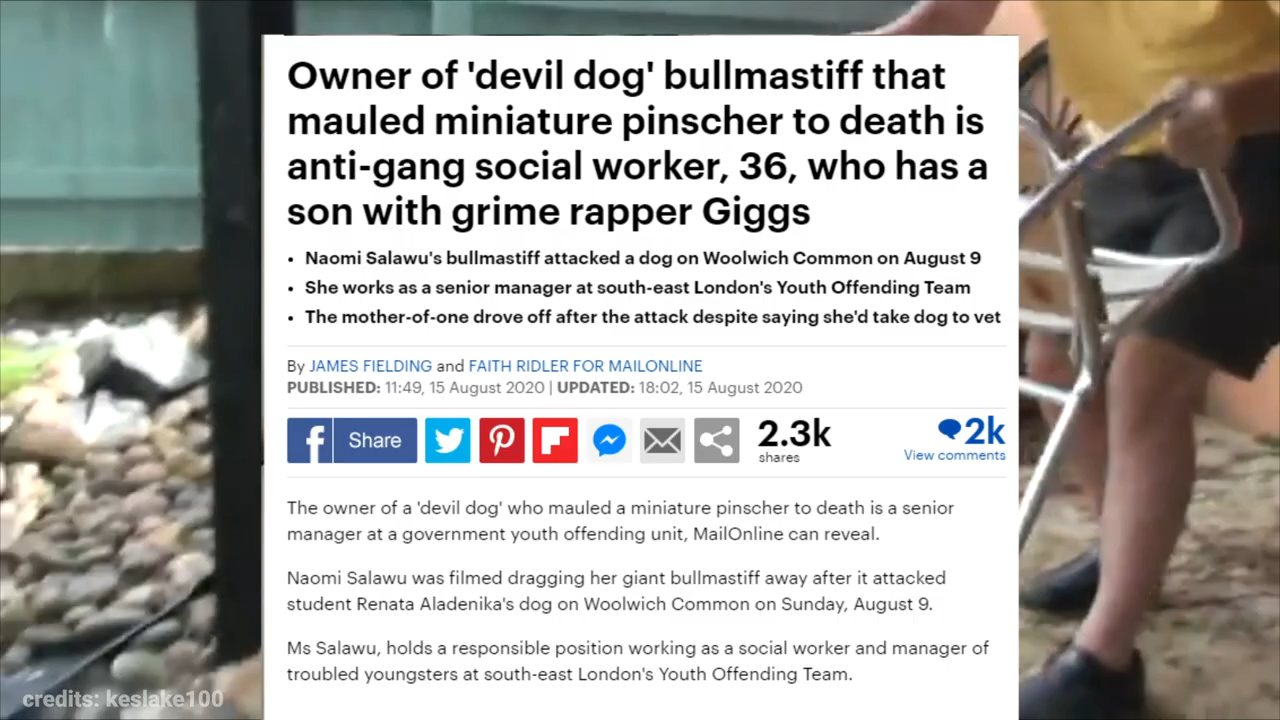 Owner of 'devil dog' bullmastiff that
mauled miniature pinscher to death is
anti-gang social worker, 36, who has a
son with grime rapper Giggs
• Naomi Salawu's bullmastiff attacked a dog on Woolwich Common on August 9
• She works as a senior manager at south-east London's Youth Offending Team
• The mother-of-one drove off after the attack despite saying she'd take dog to vet
By JAMES FIELDING and FAITH RIDLER FOR MAILONLINE
PUBLISHED: 11:49, 15 August 2020 | UPDATED: 18:02, 15 August 2020
f Share 2.3k 2k
shares View comments
The owner of a 'devil dog' who mauled a miniature pinscher to death is a senior
manager at a government youth offending unit, MailOnline can reveal.
Naomi Salawu was filmed dragging her giant bullmastiff away after it attacked
student Renata Aladenika's dog on Woolwich Common on Sunday, August 9.
Ms Salawu, holds a responsible position working as a social worker and manager of
troubled youngsters at south-east London's Youth Offending Team.
credits: keslake100